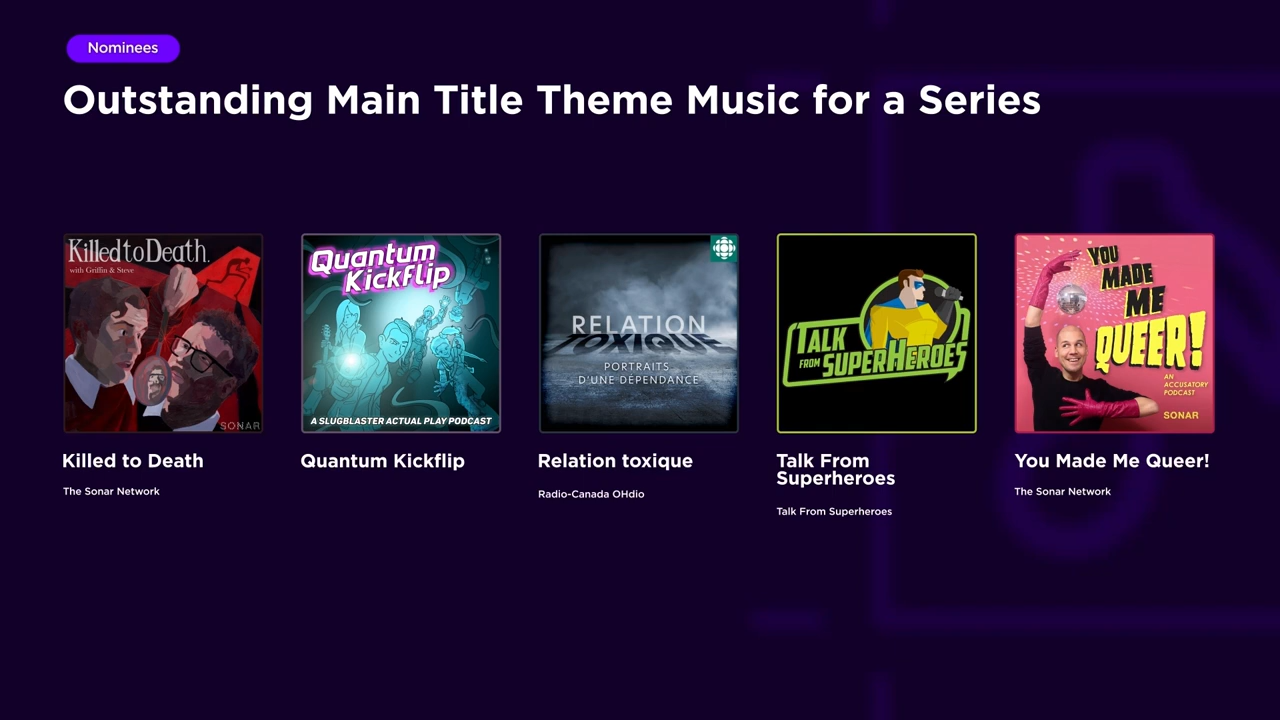 Nominees
Outstanding Main Title Theme Music for a Series
Killed to Death.
with Griffin & Steve
SONAR
Quantum
Kickflip
A SLUGBLASTER ACTUAL PLAY PODCAST
RELATION
TOXIQUE
PORTRAITS
D'UNE DÉPENDANCE
TALK
FROM SUPERHEROES
YOU
MADE
ME
QUEER!
AN
ACCUSATORY
PODCAST
SONAR
Killed to Death
The Sonar Network
Quantum Kickflip
Relation toxique
Radio-Canada OHdio
Talk From
Superheroes
Talk From Superheroes
You Made Me Queer!
The Sonar Network